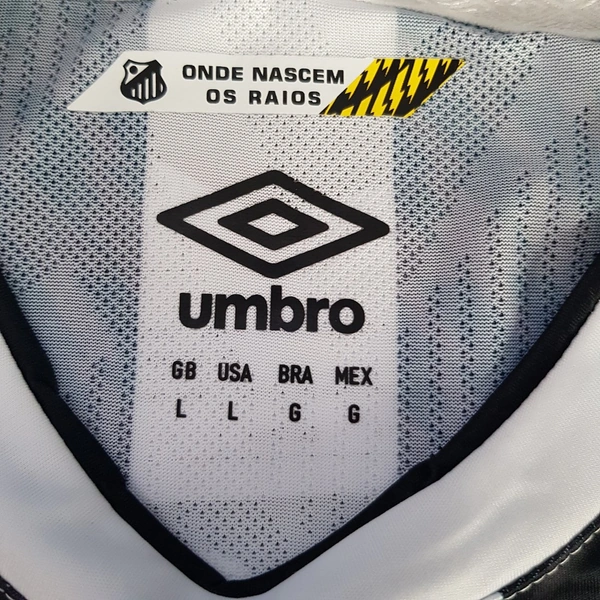 ONDE NASCEM
OS RAIOS
umbro
GB USA BRA MEX
L L G G